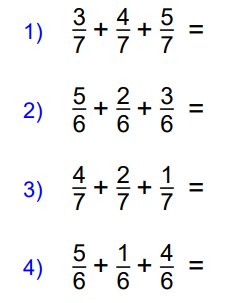 1) 3/7 + 4/7 + 5/7 =
2) 5/6 + 2/6 + 3/6 =
3) 4/7 + 2/7 + 1/7 =
4) 5/6 + 1/6 + 4/6 =